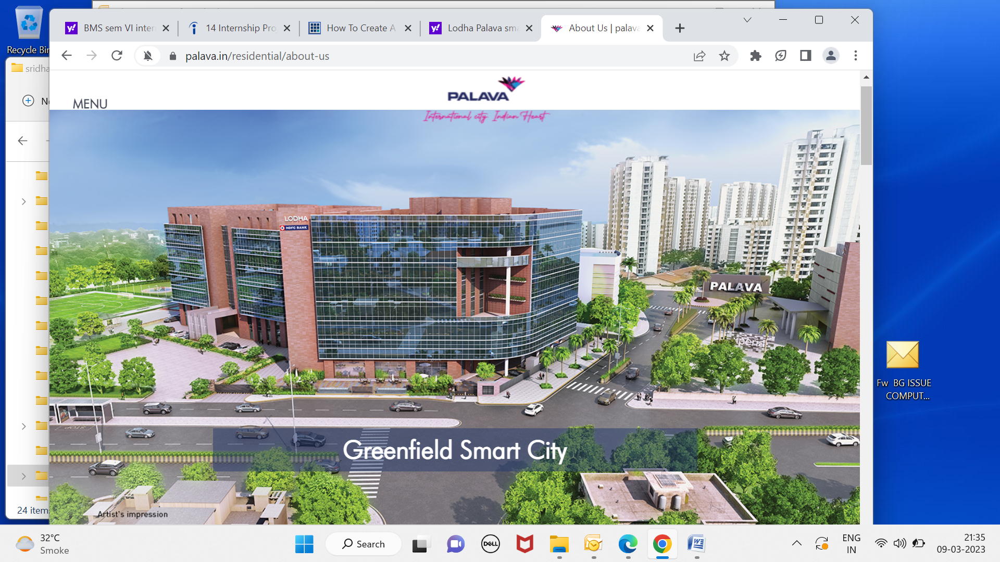 Recycle Bin
BMS sem VI inter
14 Internship Pro
How To Create A
Lodha Palava sma
About Us | palava
palava.in/residential/about-us
sridha
MENU
PALAVA
International city. Indian Heart
LODHA
HDFC BANK
PALAVA
Greenfield Smart City
Artist's impression
24 item
Fw BG ISSUE
COMPUT...
32°C
Smoke
Search
DELL
ENG
IN
21:35
09-03-2023